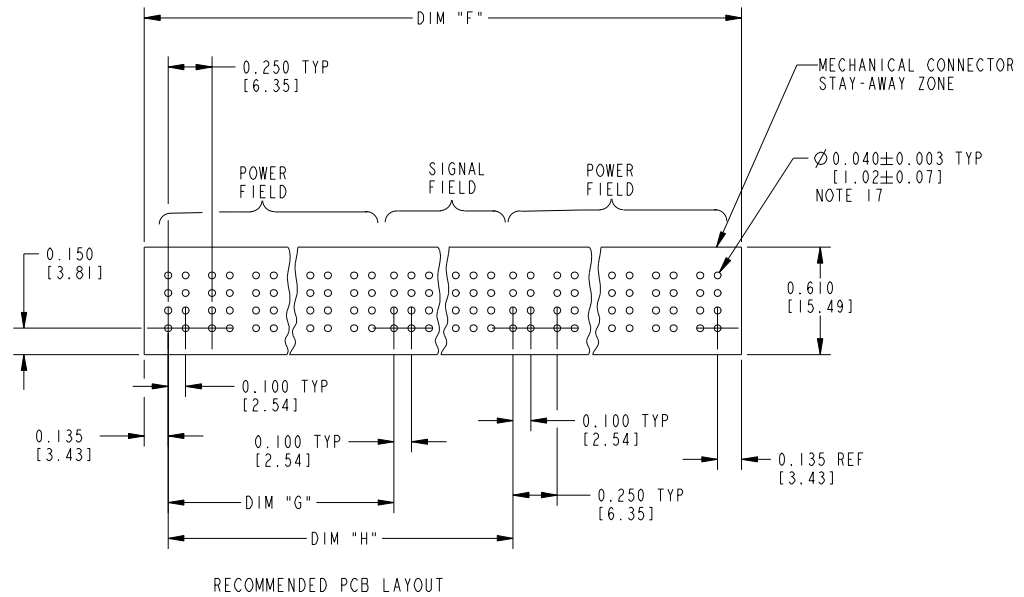 DIM "F"
0.250 TYP
[6.35]
MECHANICAL CONNECTOR
STAY-AWAY ZONE
Ø 0.040±0.003 TYP
[1.02±0.07]
NOTE 17
POWER
FIELD
SIGNAL
FIELD
POWER
FIELD
0.150
[3.81]
0.610
[15.49]
0.100 TYP
[2.54]
0.135
[3.43]
0.100 TYP
[2.54]
0.100 TYP
[2.54]
0.135 REF
[3.43]
DIM "G"
0.250 TYP
[6.35]
DIM "H"
RECOMMENDED PCB LAYOUT